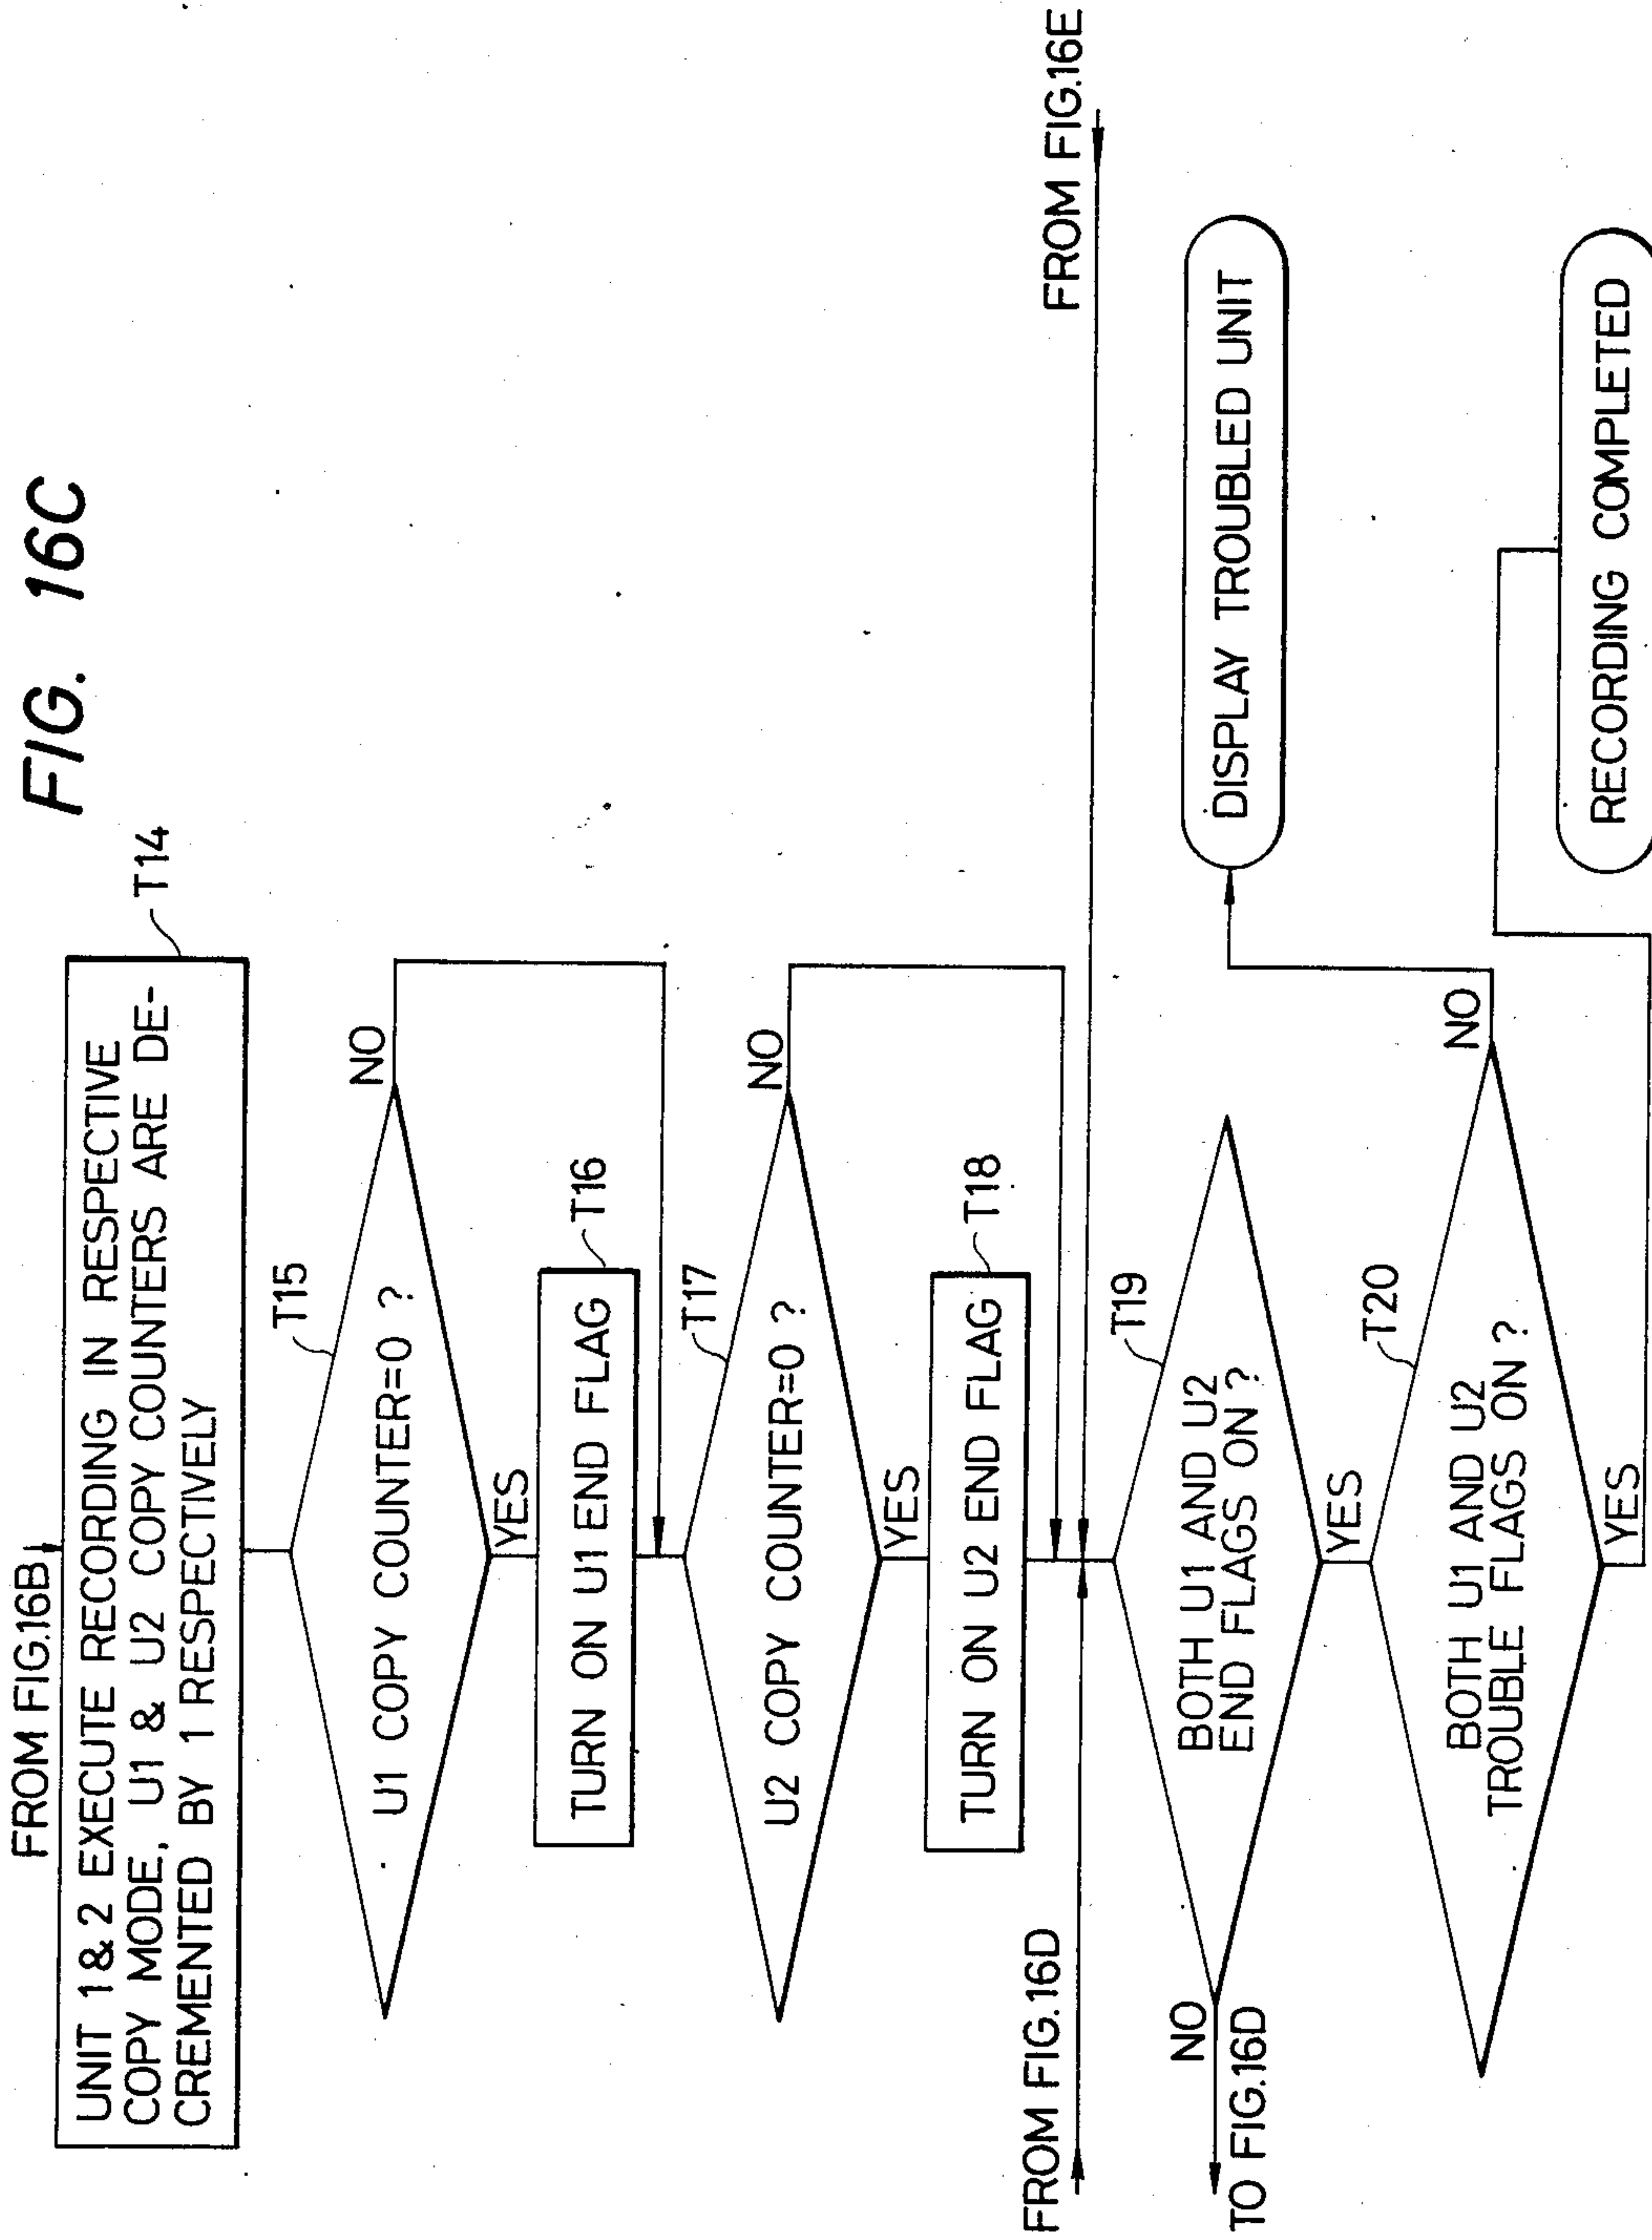 FIG. 16C
FROM FIG.16B
UNIT 1 & 2 EXECUTE RECORDING IN RESPECTIVE
COPY MODE, U1 & U2 COPY COUNTERS ARE DE-
CREMENTED BY 1 RESPECTIVELY
T14
T15
U1 COPY COUNTER=0 ?
NO
YES
TURN ON U1 END FLAG
T16
T17
U2 COPY COUNTER=0 ?
NO
YES
TURN ON U2 END FLAG
T18
FROM FIG.16D
FROM FIG.16E
T19
BOTH U1 AND U2
END FLAGS ON ?
NO
TO FIG.16D
YES
DISPLAY TROUBLED UNIT
T20
BOTH U1 AND U2
TROUBLE FLAGS ON ?
NO
YES
RECORDING COMPLETED